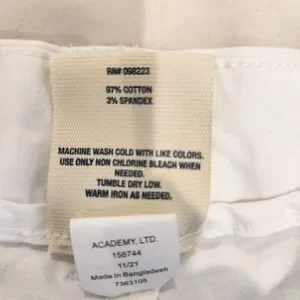 RN# 098223
97% COTTON
3% SPANDEX
MACHINE WASH COLD WITH LIKE COLORS.
USE ONLY NON CHLORINE BLEACH WHEN
NEEDED.
TUMBLE DRY LOW.
WARM IRON AS NEEDED.
ACADEMY, LTD.
158744
11/21
Made in Bangladesh
7363105